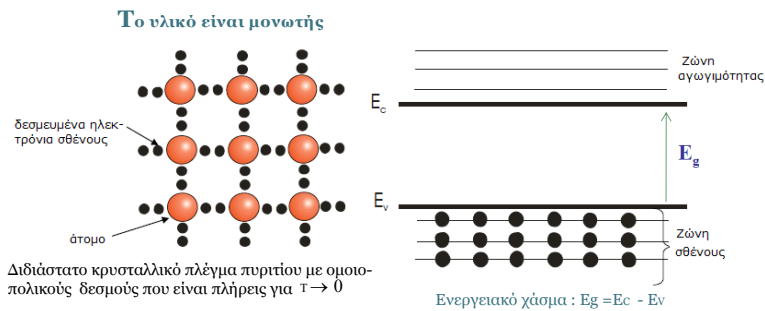 Το υλικό είναι μονωτής
δεσμευμένα ηλεκ-
τρόνια σθένους
άτομο
Διδιάστατο κρυσταλλικό πλέγμα πυριτίου με ομοιο-
πολικούς δεσμούς που είναι πλήρεις για T → 0
Ζώνη
αγωγιμότητας
Ec
Eg
Ev
Ζώνη
σθένους
Ενεργειακό χάσμα : Eg =Ec - Ev